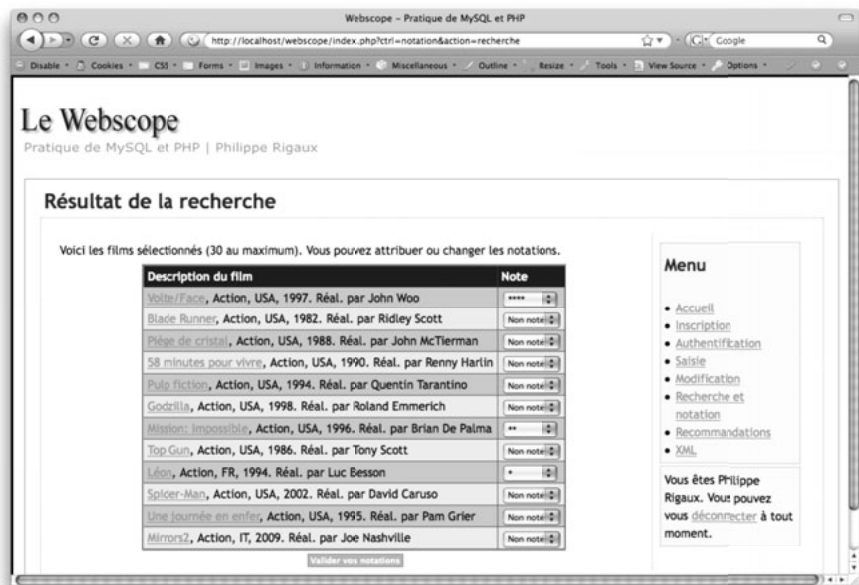 Webscope – Pratique de MySQL et PHP
http://localhost/webscope/index.php?ctrl=notation&action=recherche
Google
Disable Cookies CSS Forms Images Information Miscellaneous Outline Resize Tools View Source Options
Le Webscope
Pratique de MySQL et PHP | Philippe Rigaux
Résultat de la recherche
Voici les films sélectionnés (30 au maximum). Vous pouvez attribuer ou changer les notations.
Description du film Note
Volte/Face, Action, USA, 1997. Réal. par John Woo ****
Blade Runner, Action, USA, 1982. Réal. par Ridley Scott Non noté
Piège de cristal, Action, USA, 1988. Réal. par John McTierman Non noté
58 minutes pour vivre, Action, USA, 1990. Réal. par Renny Harlin Non noté
Pulp fiction, Action, USA, 1994. Réal. par Quentin Tarantino Non noté
Godzilla, Action, USA, 1998. Réal. par Roland Emmerich Non noté
Mission: Impossible, Action, USA, 1996. Réal. par Brian De Palma **
Top Gun, Action, USA, 1986. Réal. par Tony Scott Non noté
Léon, Action, FR, 1994. Réal. par Luc Besson *
Spider-Man, Action, USA, 2002. Réal. par David Caruso Non noté
Une journée en enfer, Action, USA, 1995. Réal. par Pam Grier Non noté
Mirrors2, Action, IT, 2009. Réal. par Joe Nashville Non noté
Valider vos notations
Menu
Accueil
Inscription
Authentification
Saisie
Modification
Recherche et
notation
Recommandations
XML
Vous êtes Philippe
Rigaux. Vous pouvez
vous déconnecter à tout
moment.